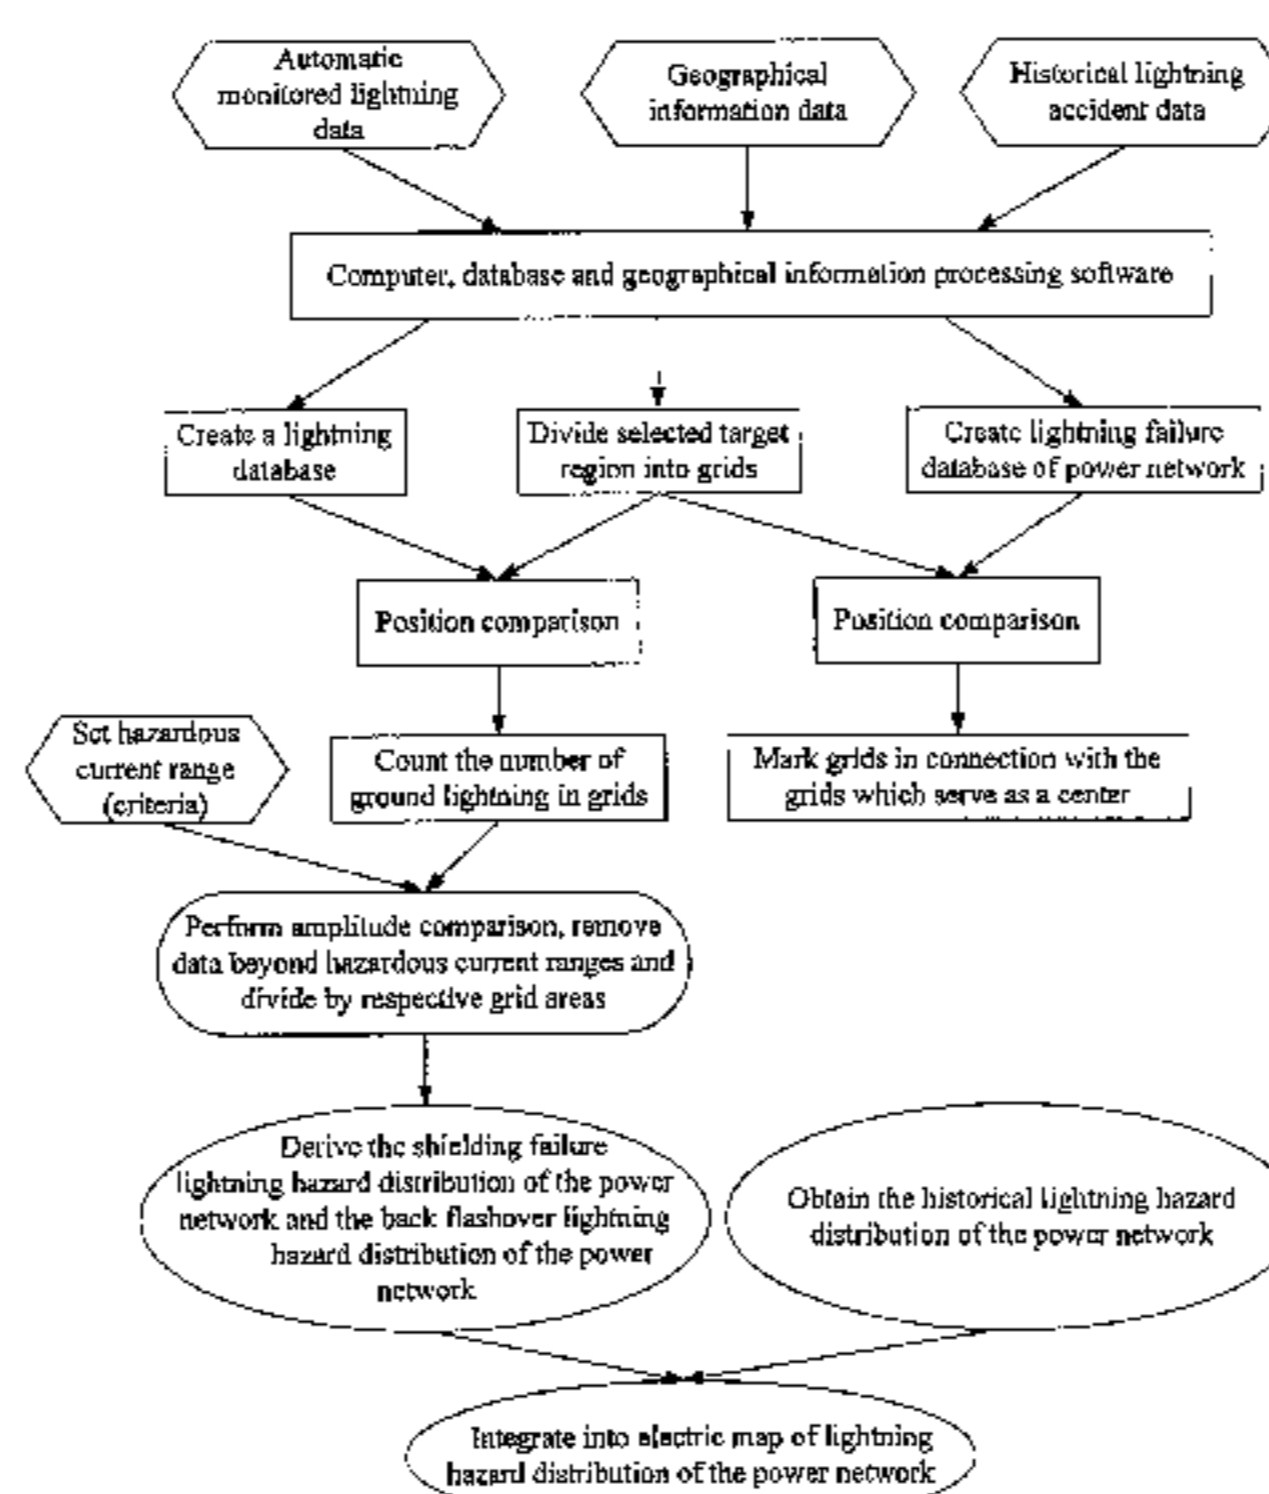 Automatic
monitored lightning
data
Geographical
information data
Historical lightning
accident data
Computer, database and geographical information processing software
Create a lightning
database
Divide selected target
region into grids
Create lightning failure
database of power network
Position comparison
Position comparison
Set hazardous
current range
(criteria)
Count the number of
ground lightning in grids
Mark grids in connection with the
grids which serve as a center
Perform amplitude comparison, remove
data beyond hazardous current ranges and
divide by respective grid areas
Derive the shielding failure
lightning hazard distribution of the power
network and the back flashover lightning
hazard distribution of the power
network
Obtain the historical lightning hazard
distribution of the power network
Integrate into electric map of lightning
hazard distribution of the power network